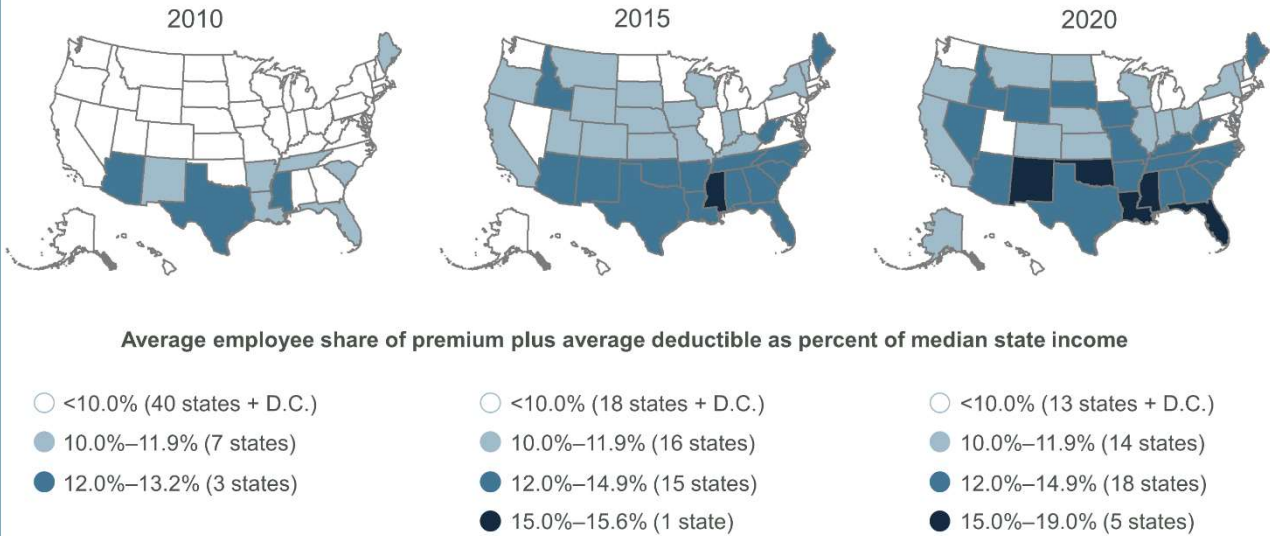 2010
2015
2020
Average employee share of premium plus average deductible as percent of median state income
<10.0% (40 states + D.C.)
10.0%–11.9% (7 states)
12.0%–13.2% (3 states)
<10.0% (18 states + D.C.)
10.0%–11.9% (16 states)
12.0%–14.9% (15 states)
15.0%–15.6% (1 state)
<10.0% (13 states + D.C.)
10.0%–11.9% (14 states)
12.0%–14.9% (18 states)
15.0%–19.0% (5 states)